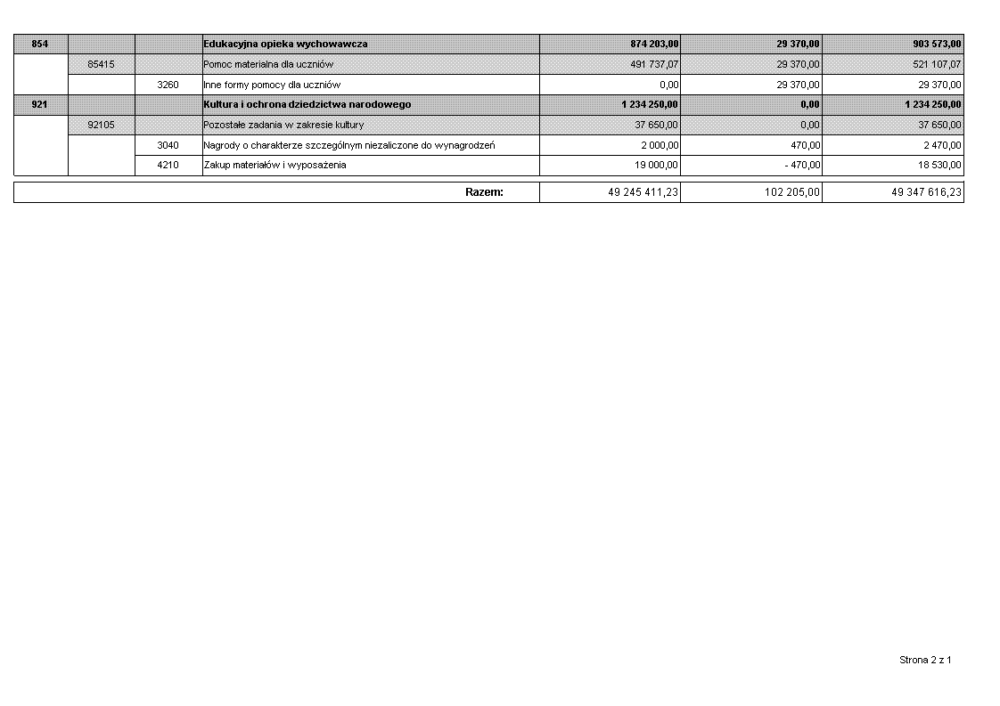 854 Edukacyjna opieka wychowawcza 874 203,00 29 370,00 903 573,00
85415 Pomoc materialna dla uczniów 491 737,07 29 370,00 521 107,07
3260 Inne formy pomocy dla uczniów 0,00 29 370,00 29 370,00
921 Kultura i ochrona dziedzictwa narodowego 1 234 250,00 0,00 1 234 250,00
92105 Pozostałe zadania w zakresie kultury 37 650,00 0,00 37 650,00
3040 Nagrody o charakterze szczególnym niezaliczone do wynagrodzeń 2 000,00 470,00 2 470,00
4210 Zakup materiałów i wyposażenia 19 000,00 - 470,00 18 530,00
Razem: 49 245 411,23 102 205,00 49 347 616,23
Strona 2 z 1